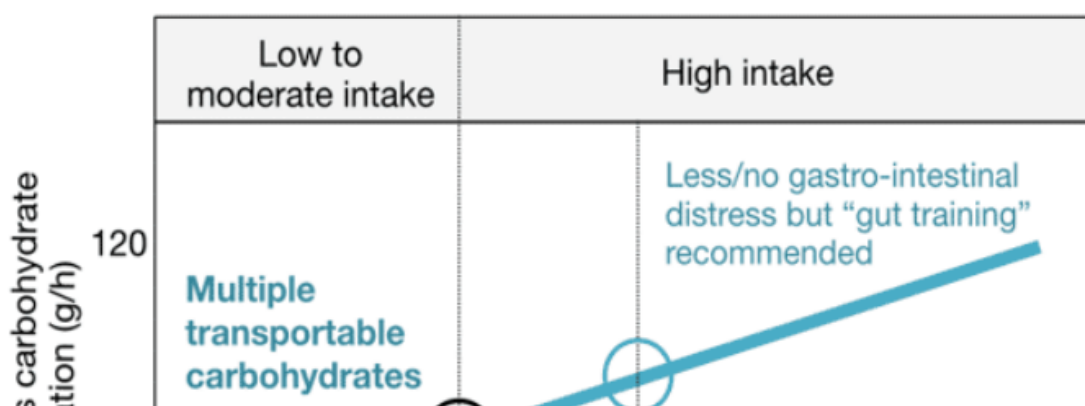 Low to
moderate intake
High intake
Less/no gastro-intestinal
distress but “gut training”
recommended
120
Multiple
transportable
carbohydrates
carbohydrate
(g/h)